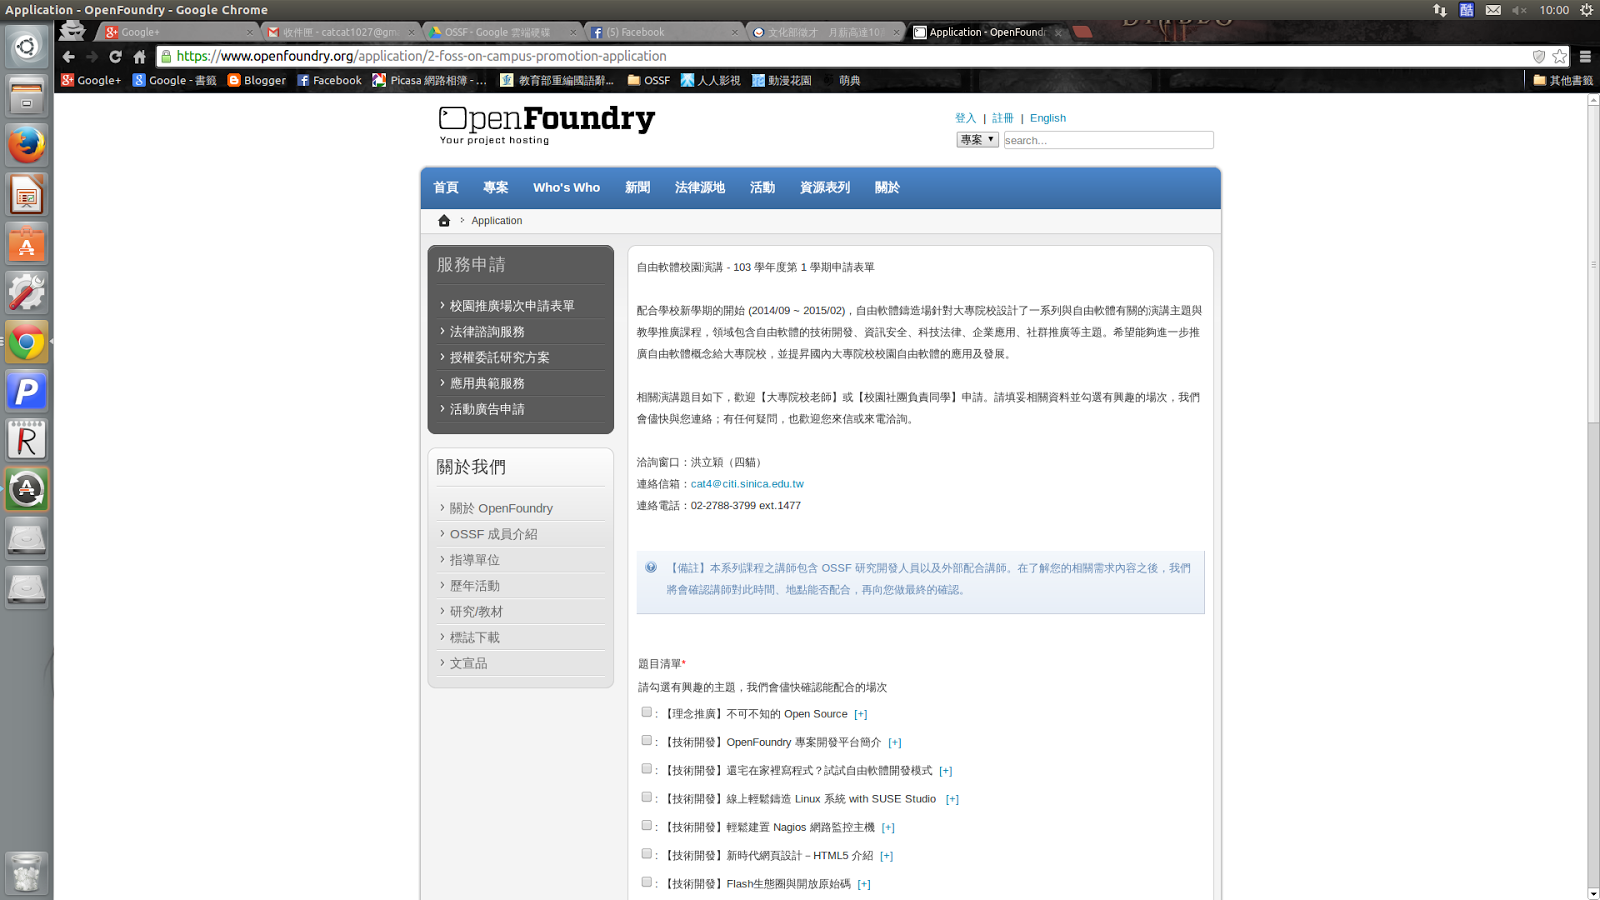 Application - OpenFoundry - Google Chrome
10:00
Google+
收件匣 - catcat1027@gm
OSSF - Google 雲端硬碟
(5) Facebook
文化部徵才 月薪高達10.
Application - OpenFoundr
https://www.openfoundry.org/application/2-foss-on-campus-promotion-application
Google+
Google - 書籤
Blogger
Facebook
Picasa 網路相簿 - ...
教育部重編國語辭...
OSSF
人人影視
動漫花園
萌典
其他書籤
OpenFoundry
Your project hosting
登入 | 註冊 | English
專案
search...
首頁 專案 Who's Who 新聞 法律源地 活動 資源表列 關於
Application
服務申請
校園推廣場次申請表單
法律諮詢服務
授權委託研究方案
應用典範服務
活動廣告申請
關於我們
關於 OpenFoundry
OSSF 成員介紹
指導單位
歷年活動
研究/教材
標誌下載
文宣品
自由軟體校園演講 - 103 學年度第 1 學期申請表單
配合學校新學期的開始 (2014/09 ~ 2015/02)，自由軟體鑄造場針對大專院校設計了一系列與自由軟體有關的演講主題與
教學推廣課程，領域包含自由軟體的技術開發、資訊安全、科技法律、企業應用、社群推廣等主題。希望能夠進一步推
廣自由軟體概念給大專院校，並提昇國內大專院校校園自由軟體的應用及發展。
相關演講題目如下，歡迎【大專院校老師】或【校園社團負責同學】申請。請填妥相關資料並勾選有興趣的場次，我們
會儘快與您連絡；有任何疑問，也歡迎您來信或來電洽詢。
洽詢窗口：洪立穎（四貓）
連絡信箱：cat4@citi.sinica.edu.tw
連絡電話：02-2788-3799 ext.1477
【備註】本系列課程之講師包含 OSSF 研究開發人員以及外部配合講師。在了解您的相關需求內容之後，我們
將會確認講師對此時間、地點能否配合，再向您做最終的確認。
題目清單*
請勾選有興趣的主題，我們會儘快確認能配合的場次
: 【理念推廣】不可不知的 Open Source [+]
: 【技術開發】OpenFoundry 專案開發平台簡介 [+]
: 【技術開發】還宅在家裡寫程式？試試自由軟體開發模式 [+]
: 【技術開發】線上輕鬆鑄造 Linux 系統 with SUSE Studio [+]
: 【技術開發】輕鬆建置 Nagios 網路監控主機 [+]
: 【技術開發】新時代網頁設計－HTML5 介紹 [+]
: 【技術開發】Flash生態圈與開放原始碼 [+]